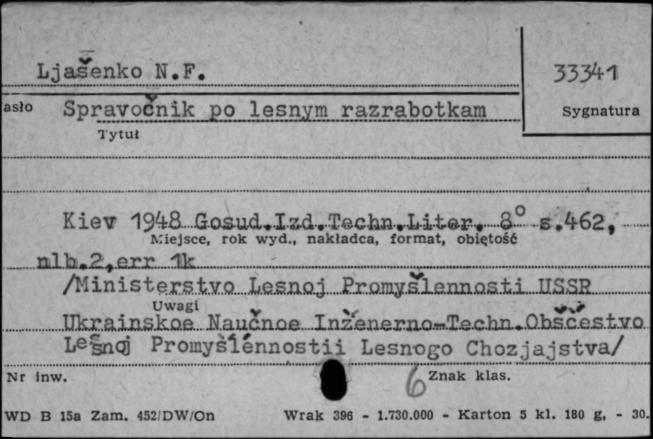 Ljašenko N.F.
33341
asło Spravočnik po lesnym razrabotkam
Sygnatura
Tytuł
Kiev 1948 Gosud.Izd.Techn.Liter. 8° s.462,
Miejsce, rok wyd., nakładca, format, objętość
nlb.2,err 1k
/Ministerstvo Lesnoj Promyšlennosti USSR
Uwagi
Ukrainskoe Naučnoe Inženerno-Techn.Obščestvo
Lesnoj Promyšlennostii Lesnogo Chozjajstva/
Nr inw.
6 Znak klas.
WD B 15a Zam. 452/DW/On Wrak 396 - 1.730.000 - Karton 5 kl. 180 g, - 30.